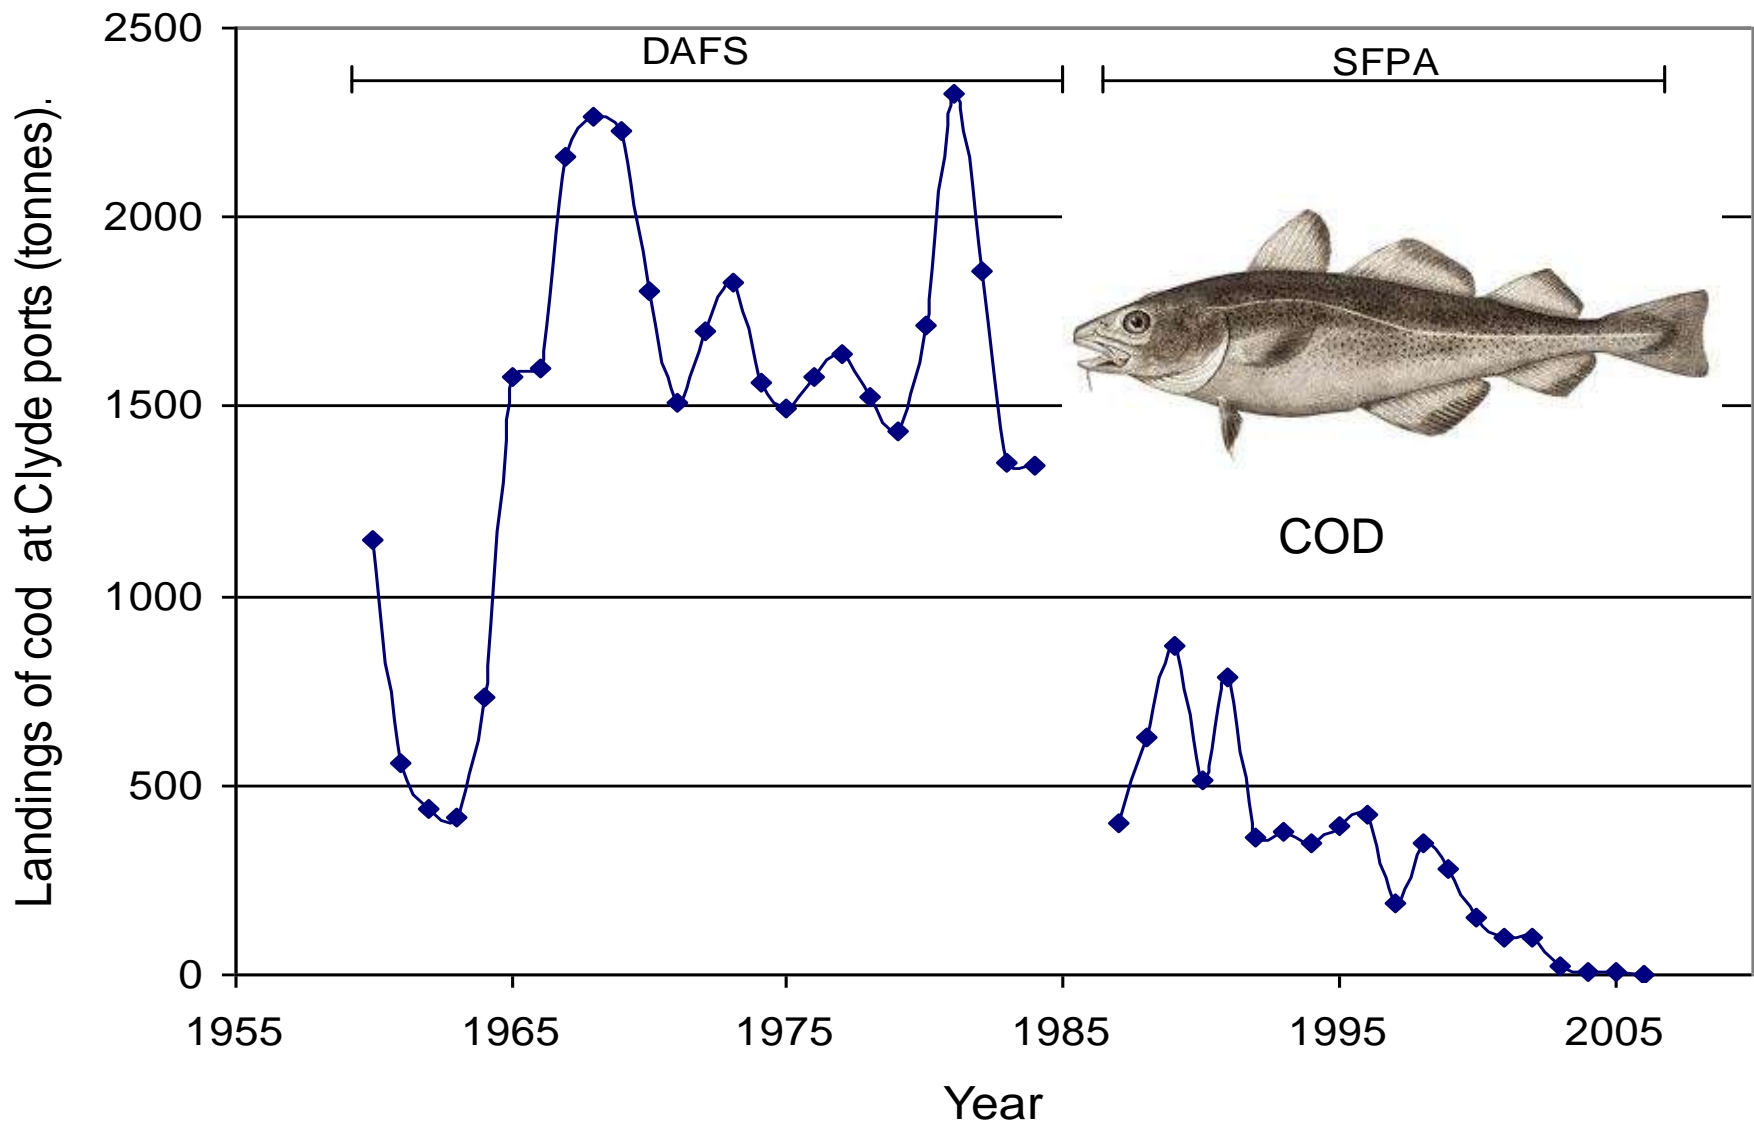 2500
DAFS
SFPA
2000
1500
COD
1000
500
0
1955 1965 1975 1985 1995 2005
Year
Landings of cod at Clyde ports (tonnes).